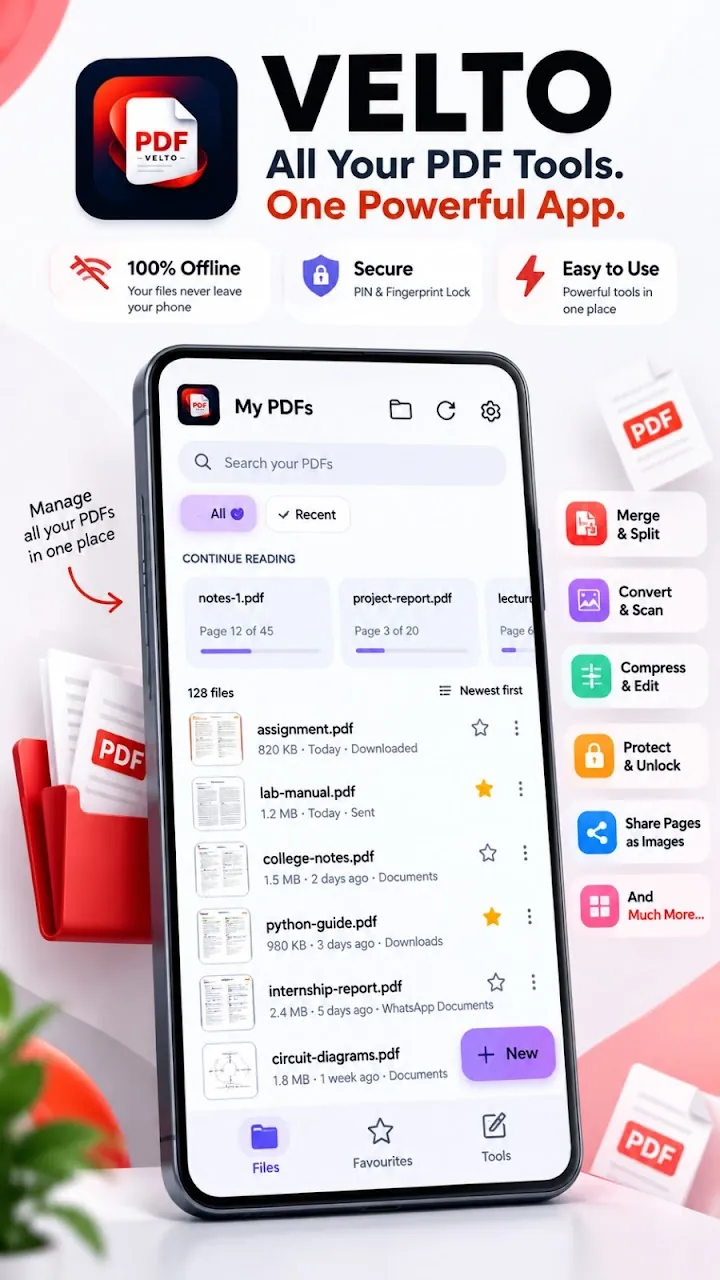 PDF
VELTO
VELTO
All Your PDF Tools.
One Powerful App.
100% Offline
Your files never leave
your phone
Secure
PIN & Fingerprint Lock
Easy to Use
Powerful tools in
one place
PDF
My PDFs
Search your PDFs
All
Recent
CONTINUE READING
notes-1.pdf
Page 12 of 45
project-report.pdf
Page 3 of 20
lectur
Page 6
128 files
Newest first
assignment.pdf
820 KB · Today · Downloaded
lab-manual.pdf
1.2 MB · Today · Sent
college-notes.pdf
1.5 MB · 2 days ago · Documents
python-guide.pdf
980 KB · 3 days ago · Downloads
internship-report.pdf
2.4 MB · 5 days ago · WhatsApp Documents
circuit-diagrams.pdf
1.8 MB · 1 week ago · Documents
+ New
Files
Favourites
Tools
Manage
all your PDFs
in one place
PDF
PDF
Merge
& Split
Convert
& Scan
Compress
& Edit
Protect
& Unlock
Share Pages
as Images
And
Much More...
PDF